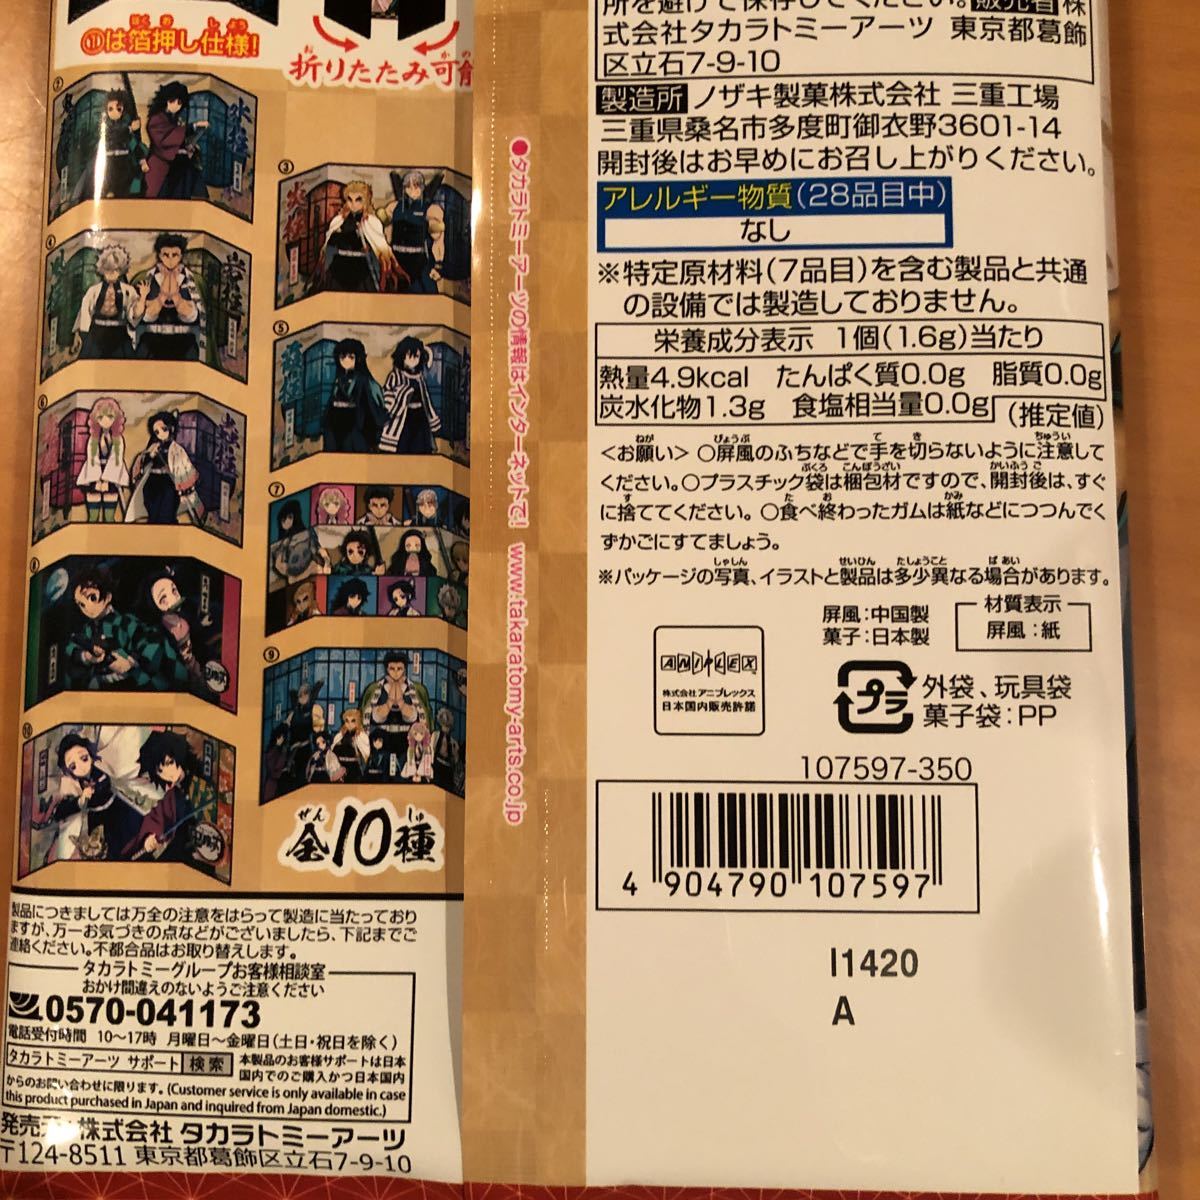 ①は箔押し仕様!
折りたたみ可能
②
③
④
⑤
⑥
⑦
⑧
⑨
⑩
水柱
炎柱
岩柱
全10種
製品につきましては万全の注意をはらって製造に当たっており
ますが、万一お気づきの点などがございましたら、下記までご
連絡ください。不都合品はお取り替えします。
タカラトミーグループお客様相談室
おかけ間違えのないようご注意ください
0570-041173
電話受付時間 10～17時 月曜日～金曜日(土日・祝日を除く)
タカラトミーアーツ サポート 検索
本製品のお客様サポートは日本
国内でのご購入かつ日本国内
からのお問い合わせに限ります。(Customer service is only available in case
this product purchased in Japan and inquired from Japan domestic.)
発売元 株式会社 タカラトミーアーツ
〒124-8511 東京都葛飾区立石7-9-10
●タカラトミーアーツの情報はインターネットで! www.takaratomy-arts.co.jp
所を避けて保存してください。販売者 株
式会社タカラトミーアーツ 東京都葛飾
区立石7-9-10
製造所 ノザキ製菓株式会社 三重工場
三重県桑名市多度町御衣野3601-14
開封後はお早めにお召し上がりください。
アレルギー物質(28品目中)
なし
※特定原材料(7品目)を含む製品と共通
の設備では製造しておりません。
栄養成分表示 1個(1.6g)当たり
熱量4.9kcal たんぱく質0.0g 脂質0.0g
炭水化物1.3g 食塩相当量0.0g (推定値)
<お願い> ○屏風のふちなどで手を切らないように注意して
ください。○プラスチック袋は梱包材ですので、開封後は、すぐ
に捨ててください。○食べ終わったガムは紙などにつつんでく
ずかごにすてましょう。
※パッケージの写真、イラストと製品は多少異なる場合があります。
屏風:中国製
菓子:日本製
材質表示
屏風:紙
ANIPLEX
株式会社アニプレックス
日本国内販売許諾
プラ
外袋、玩具袋
菓子袋:PP
107597-350
4 904790 107597
I1420
A